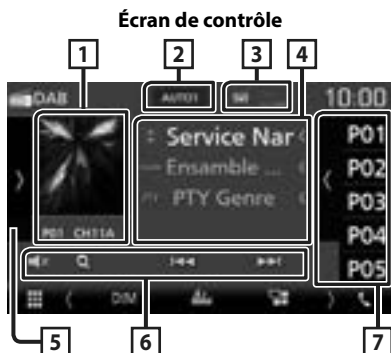 Écran de contrôle
1 2 3 4
DAB AUTO1 10:00
Service Nar
Ensamble ...
PTY Genre
P01 CH11A
P01
P02
P03
P04
P05
DIM
5 6 7